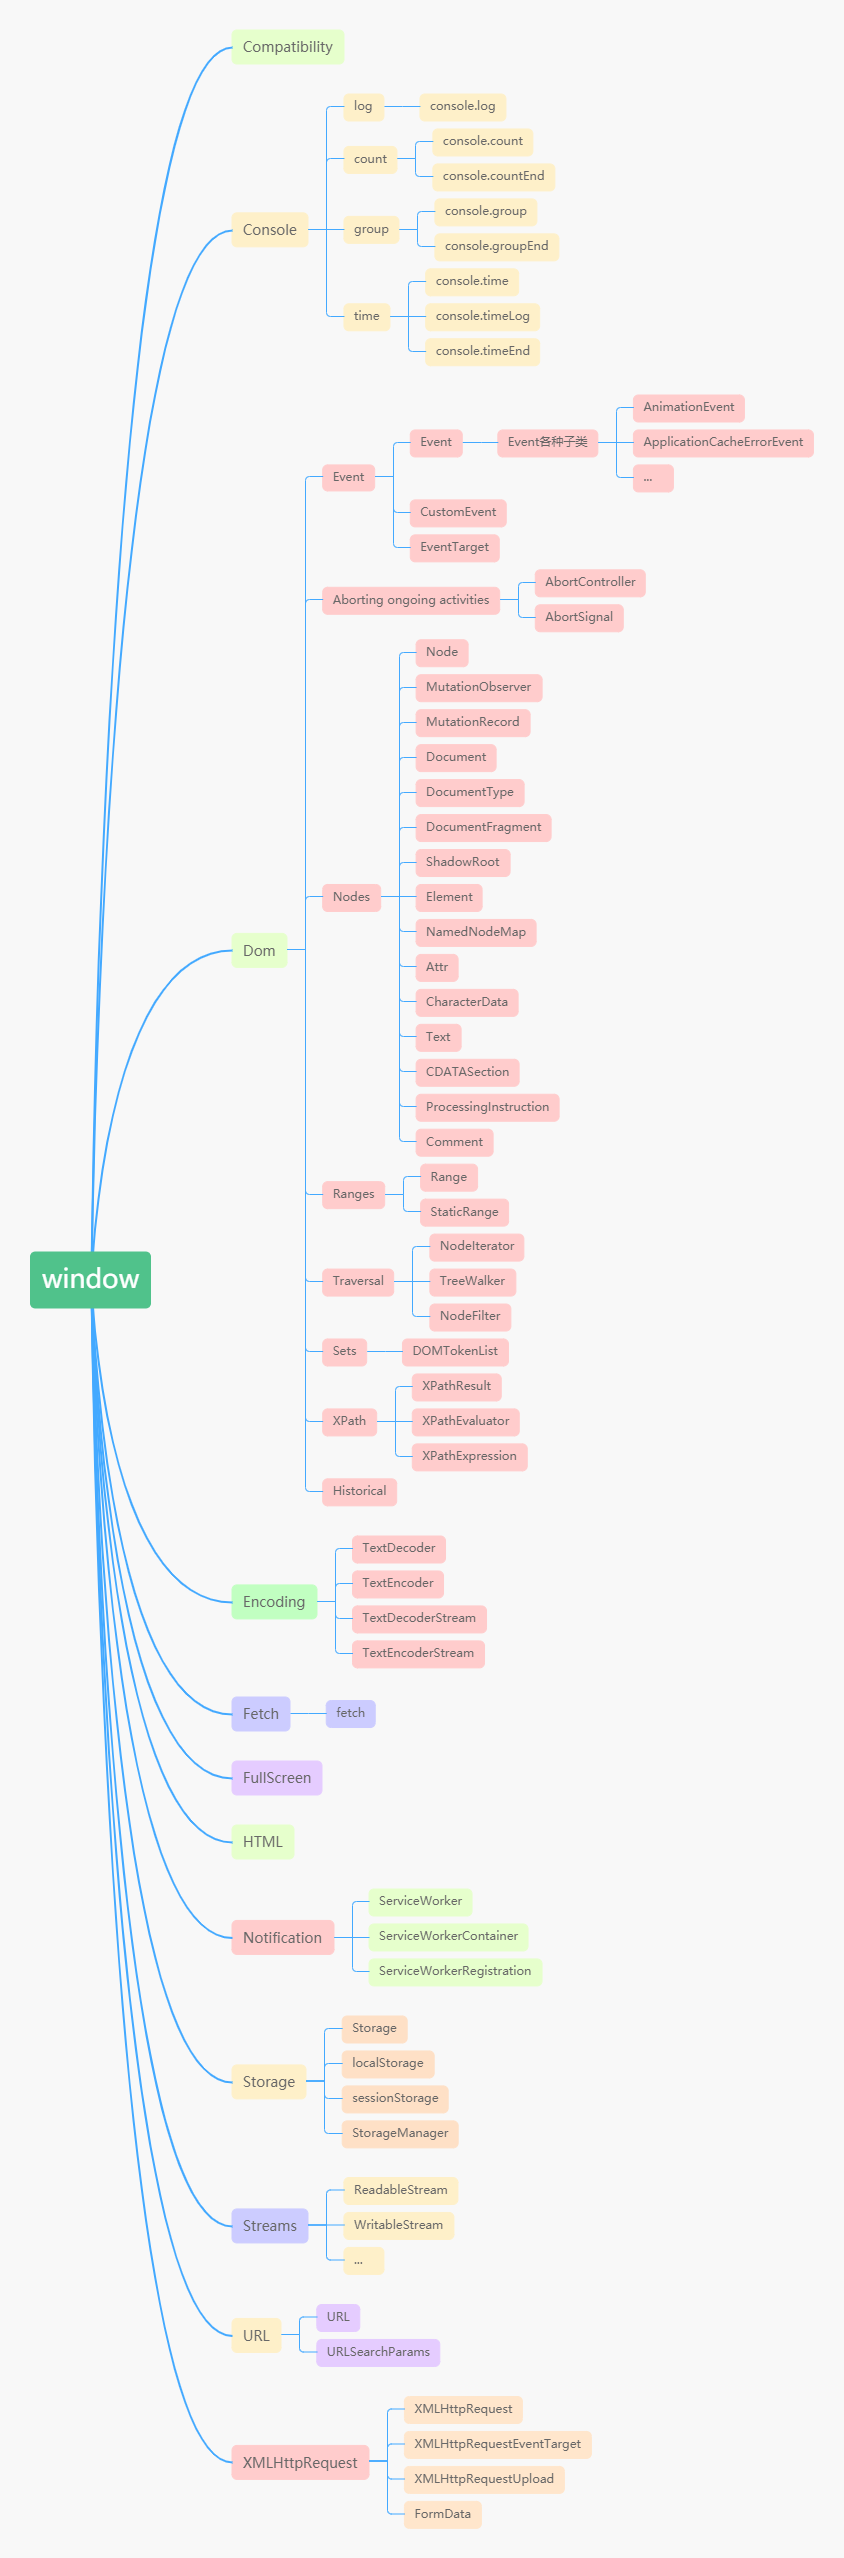 Compatibility
log
console.log
count
console.count
console.countEnd
Console
group
console.group
console.groupEnd
time
console.time
console.timeLog
console.timeEnd
Event
Event
Event各种子类
AnimationEvent
ApplicationCacheErrorEvent
...
CustomEvent
EventTarget
Aborting ongoing activities
AbortController
AbortSignal
Dom
Nodes
Node
MutationObserver
MutationRecord
Document
DocumentType
DocumentFragment
ShadowRoot
Element
NamedNodeMap
Attr
CharacterData
Text
CDATASection
ProcessingInstruction
Comment
Ranges
Range
StaticRange
window
Traversal
NodeIterator
TreeWalker
NodeFilter
Sets
DOMTokenList
XPath
XPathResult
XPathEvaluator
XPathExpression
Historical
Encoding
TextDecoder
TextEncoder
TextDecoderStream
TextEncoderStream
Fetch
fetch
FullScreen
HTML
Notification
ServiceWorker
ServiceWorkerContainer
ServiceWorkerRegistration
Storage
Storage
localStorage
sessionStorage
StorageManager
Streams
ReadableStream
WritableStream
...
URL
URL
URLSearchParams
XMLHttpRequest
XMLHttpRequest
XMLHttpRequestEventTarget
XMLHttpRequestUpload
FormData